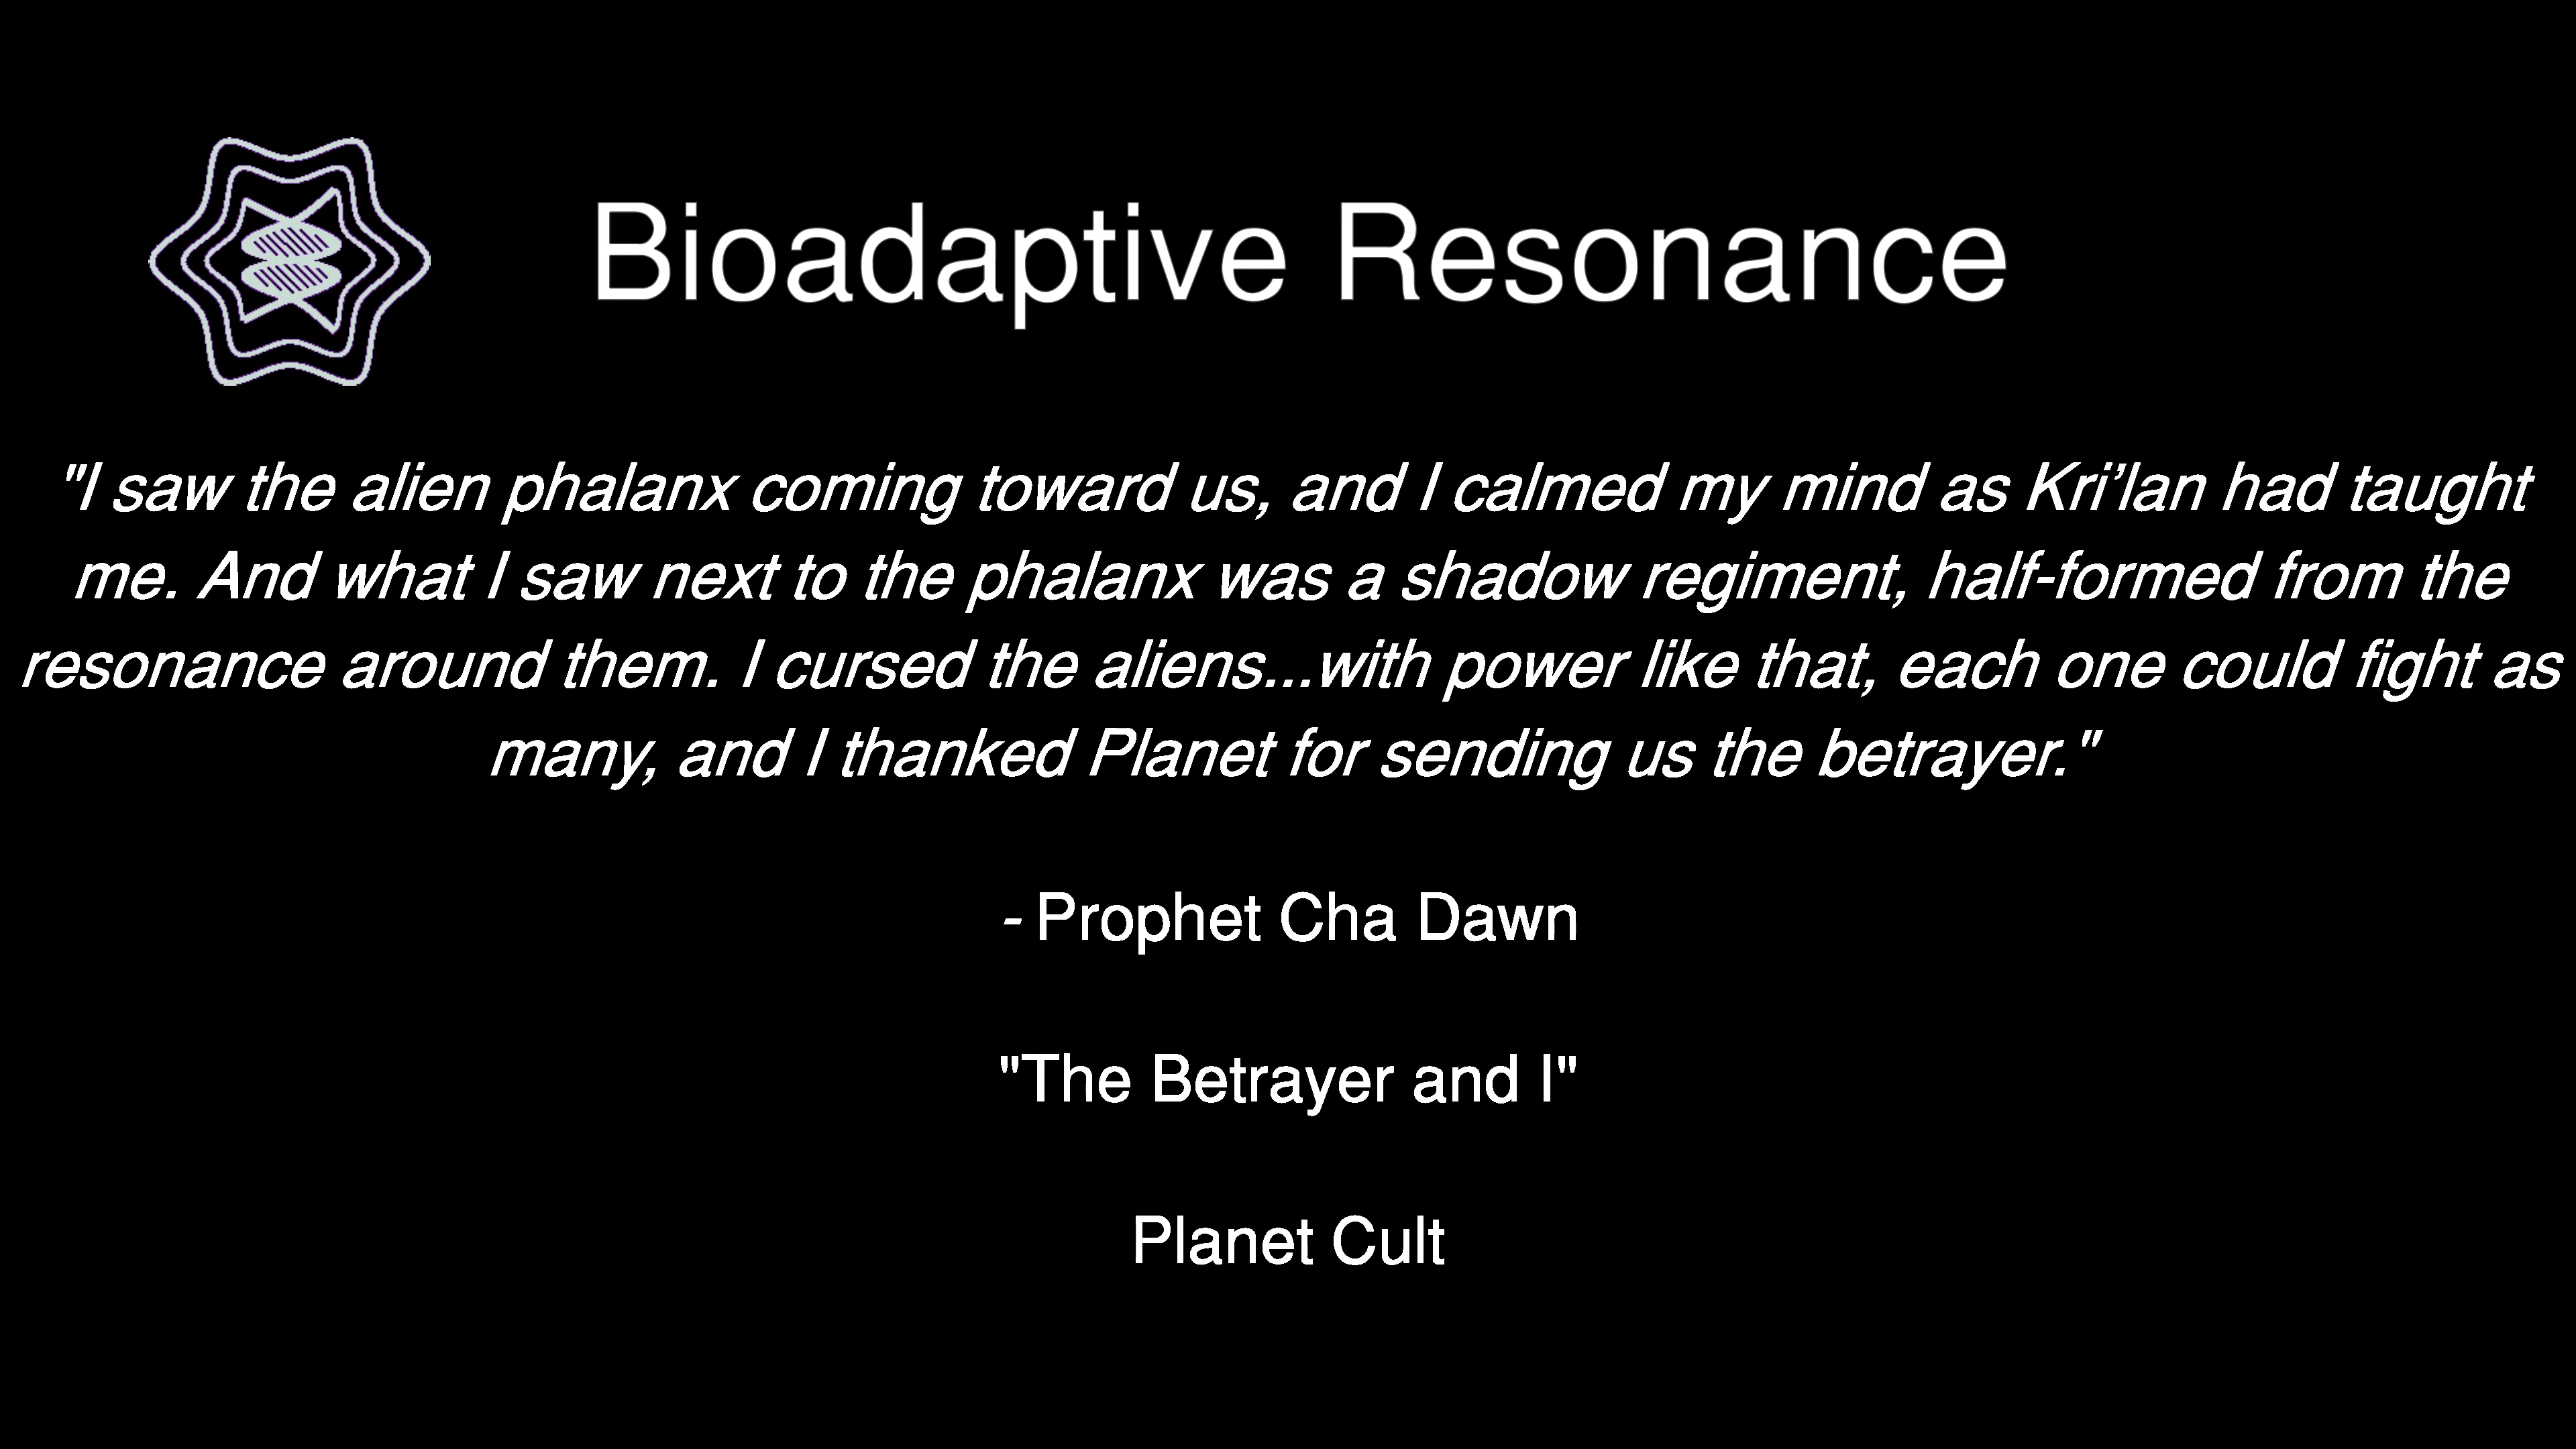 Bioadaptive Resonance
"I saw the alien phalanx coming toward us, and I calmed my mind as Kri’lan had taught
me. And what I saw next to the phalanx was a shadow regiment, half-formed from the
resonance around them. I cursed the aliens...with power like that, each one could fight as
many, and I thanked Planet for sending us the betrayer."
- Prophet Cha Dawn
"The Betrayer and I"
Planet Cult